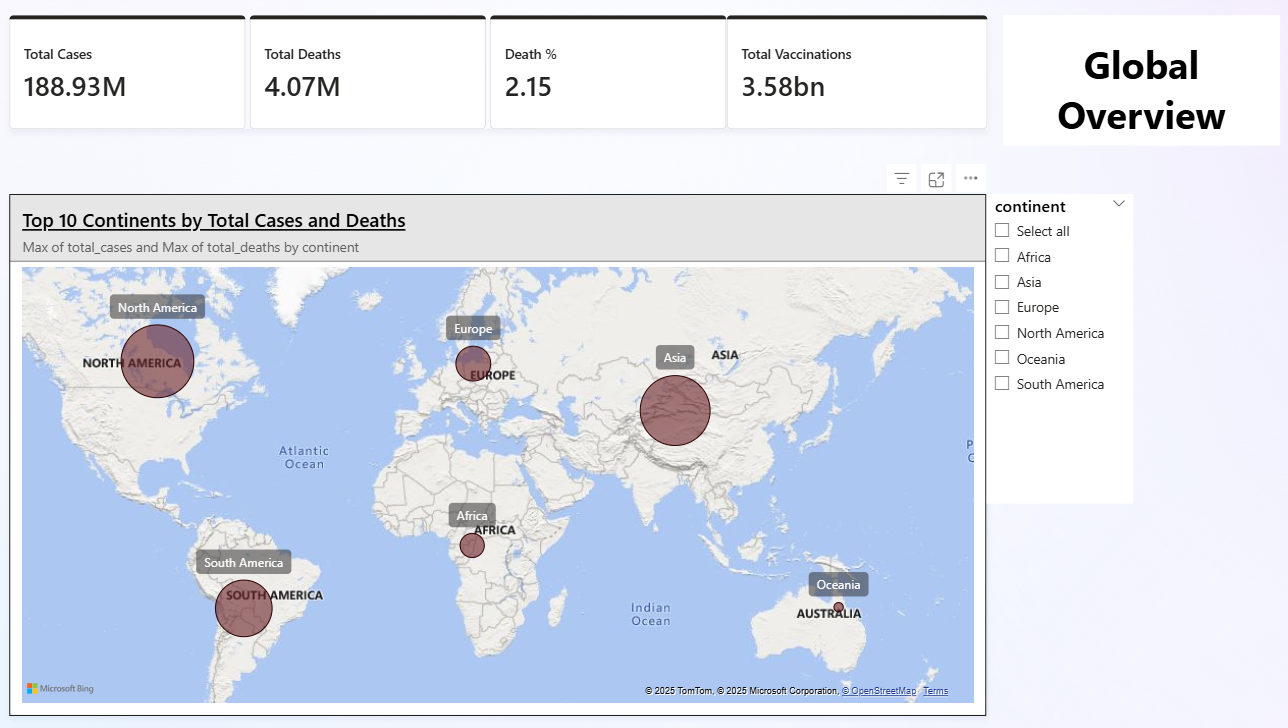 Total Cases
188.93M
Total Deaths
4.07M
Death %
2.15
Total Vaccinations
3.58bn
Global
Overview
Top 10 Continents by Total Cases and Deaths
Max of total_cases and Max of total_deaths by continent
North America
NORTH AMERICA
Europe
EUROPE
Asia
ASIA
Atlantic
Ocean
Africa
AFRICA
South America
SOUTH AMERICA
Indian
Ocean
Oceania
AUSTRALIA
Microsoft Bing
© 2025 TomTom, © 2025 Microsoft Corporation, © OpenStreetMap Terms
continent
Select all
Africa
Asia
Europe
North America
Oceania
South America